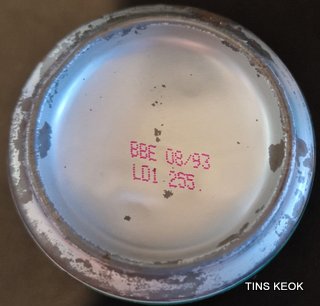 BBE 08/93
LD1 255
TINS KEOK